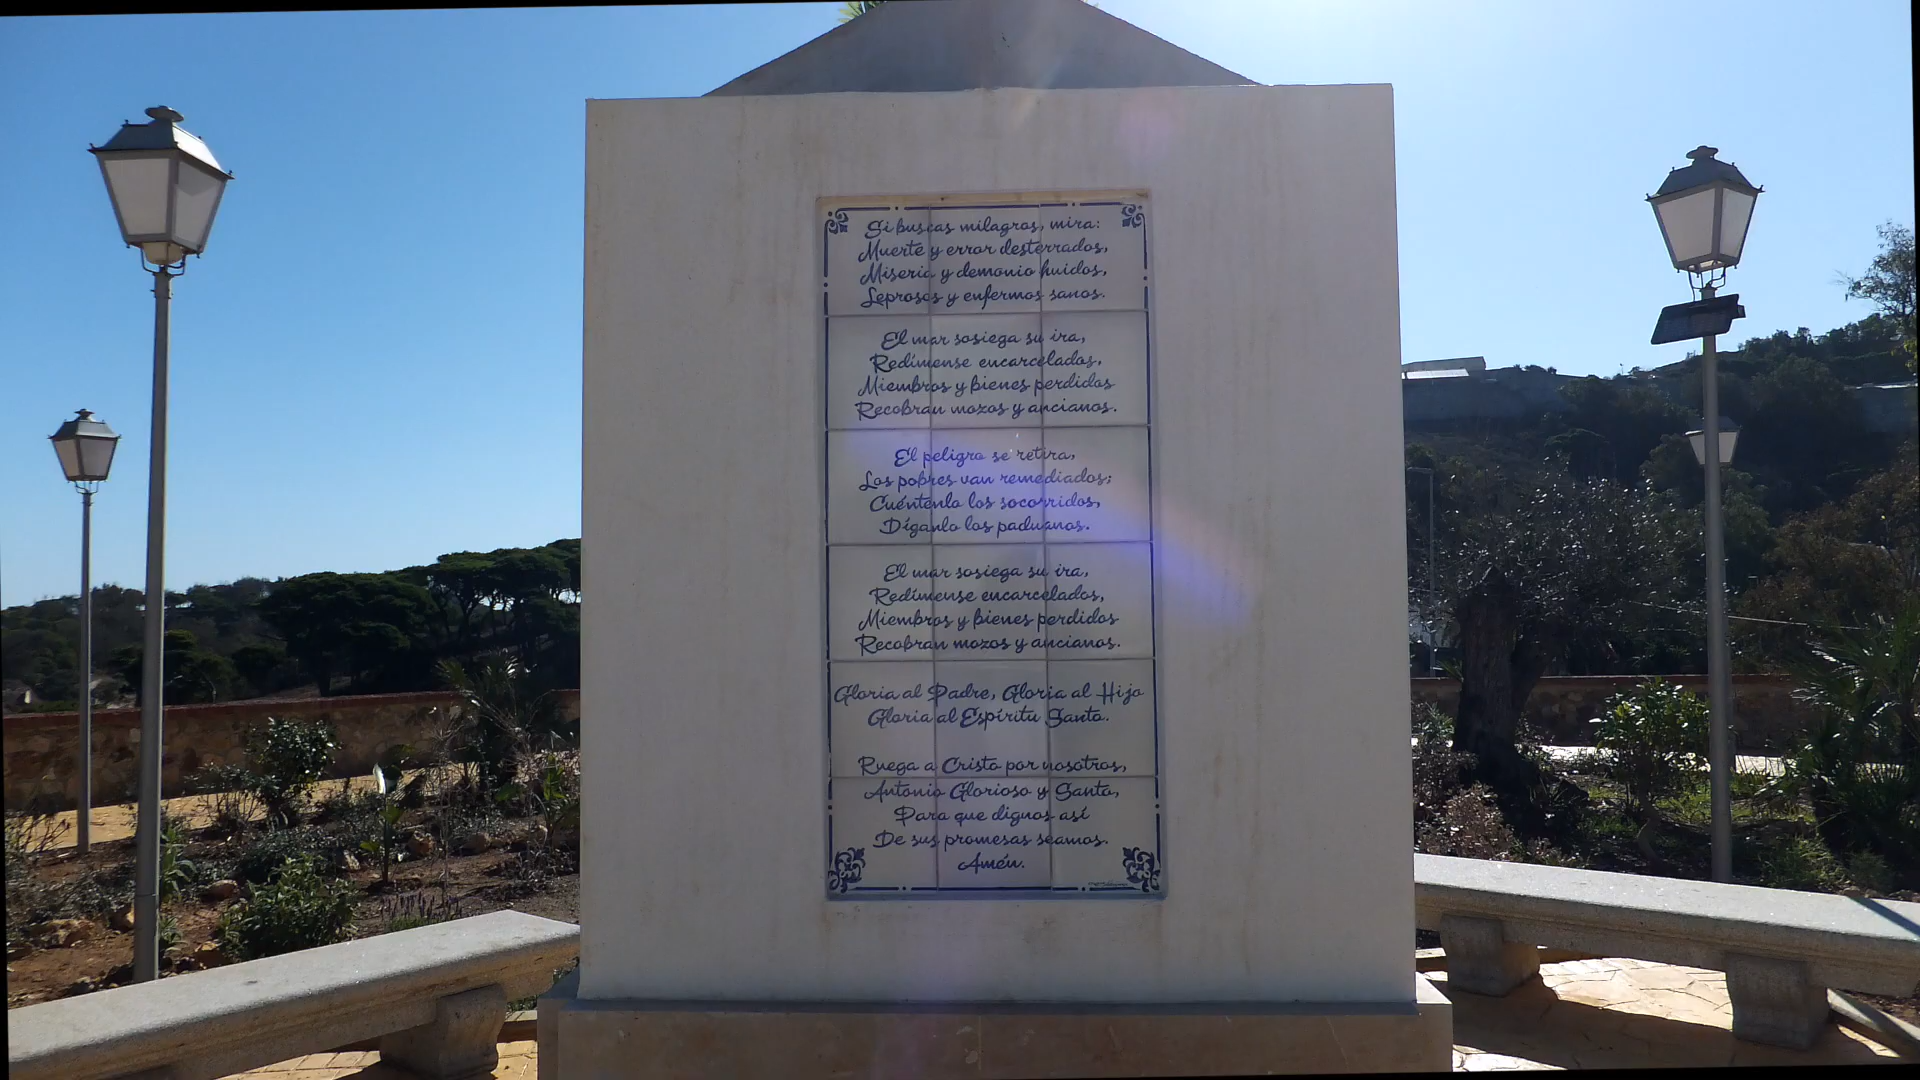 Si buscas milagros, mira:
Muerte y error desterrados,
Miseria y demonio huidos,
Leprosos y enfermos sanos.
El mar sosiega su ira,
Redímense encarcelados,
Miembros y bienes perdidos
Recobran mozos y ancianos.
El peligro se retira,
Los pobres van remediados;
Cuéntenlo los socorridos,
Díganlo los paduanos.
El mar sosiega su ira,
Redímense encarcelados,
Miembros y bienes perdidos
Recobran mozos y ancianos.
Gloria al Padre, Gloria al Hijo
Gloria al Espíritu Santo.
Ruega a Cristo por nosotros,
Antonio Glorioso y Santo,
Para que dignos así
De sus promesas seamos.
Amén.